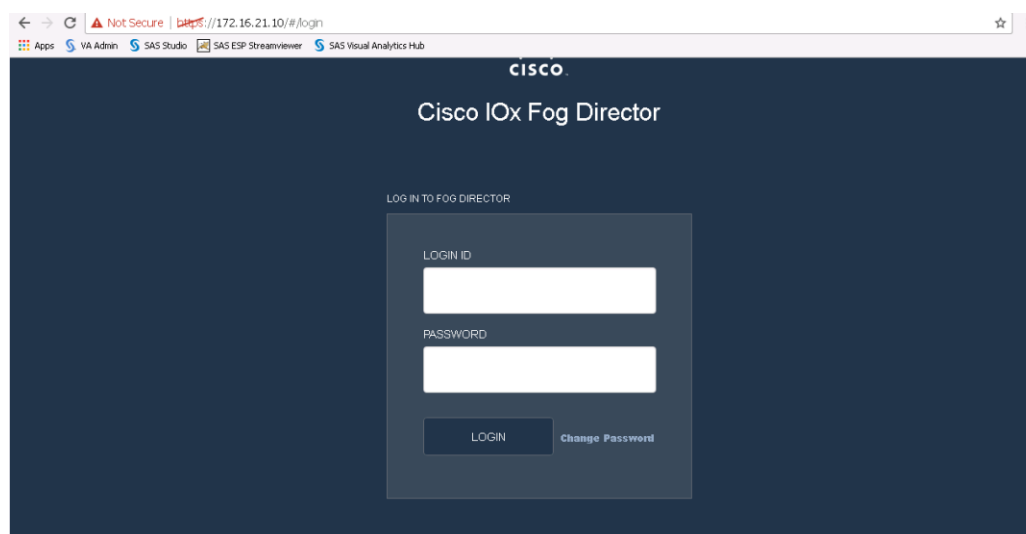 Not Secure | https://172.16.21.10/#/login
Apps VA Admin SAS Studio SAS ESP Streamviewer SAS Visual Analytics Hub
CISCO.
Cisco IOx Fog Director
LOG IN TO FOG DIRECTOR
LOGIN ID
PASSWORD
LOGIN Change Password